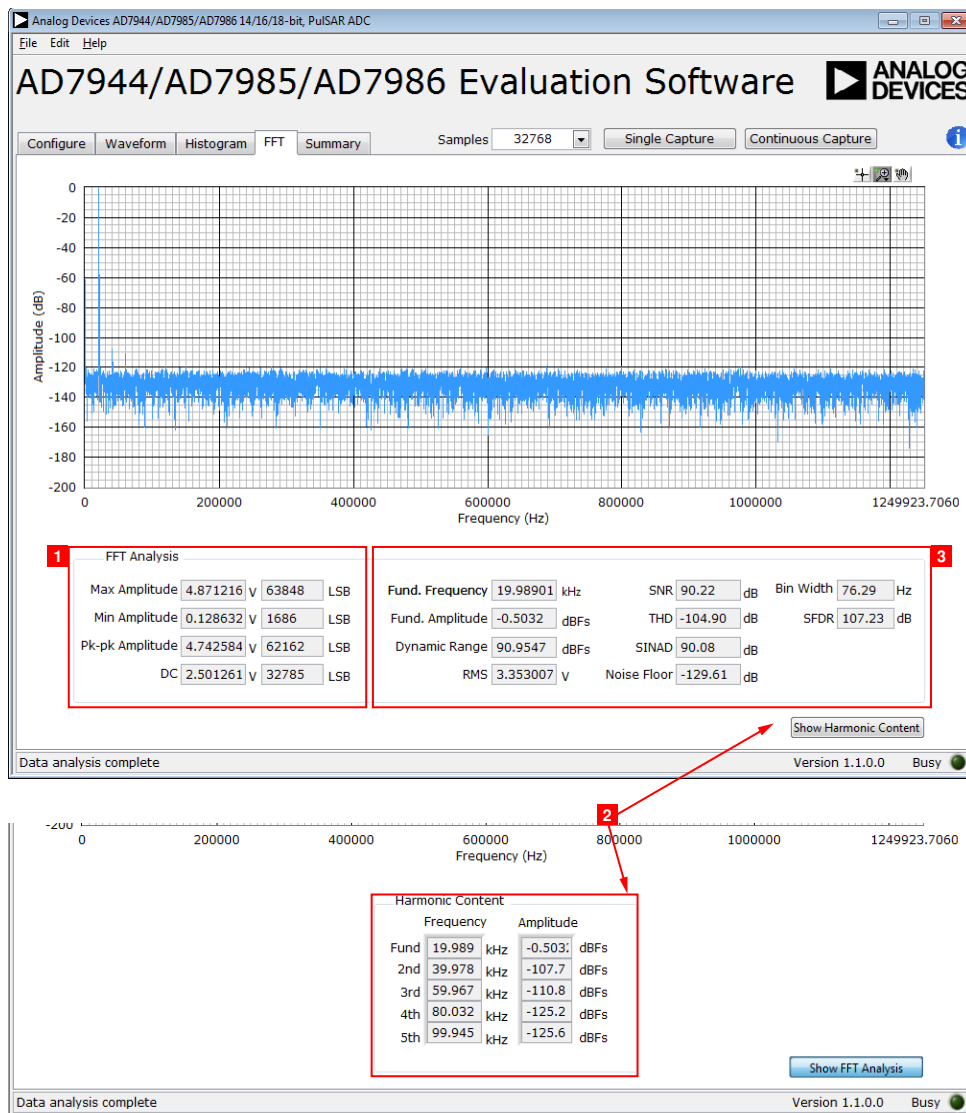 Analog Devices AD7944/AD7985/AD7986 14/16/18-bit, PulSAR ADC
File Edit Help
AD7944/AD7985/AD7986 Evaluation Software
ANALOG
DEVICES
Configure Waveform Histogram FFT Summary Samples 32768 Single Capture Continuous Capture i
0
-20
-40
-60
-80
-100
-120
-140
-160
-180
-200
Amplitude (dB)
0 200000 400000 600000 800000 1000000 1249923.7060
Frequency (Hz)
1
FFT Analysis
Max Amplitude 4.871216 V 63848 LSB
Min Amplitude 0.128632 V 1686 LSB
Pk-pk Amplitude 4.742584 V 62162 LSB
DC 2.501261 V 32785 LSB
3
Fund. Frequency 19.98901 kHz SNR 90.22 dB Bin Width 76.29 Hz
Fund. Amplitude -0.5032 dBFs THD -104.90 dB SFDR 107.23 dB
Dynamic Range 90.9547 dBFs SINAD 90.08 dB
RMS 3.353007 V Noise Floor -129.61 dB
Show Harmonic Content
Data analysis complete Version 1.1.0.0 Busy
2
-200
0 200000 400000 600000 800000 1000000 1249923.7060
Frequency (Hz)
Harmonic Content
Frequency Amplitude
Fund 19.989 kHz -0.503 dBFs
2nd 39.978 kHz -107.7 dBFs
3rd 59.967 kHz -110.8 dBFs
4th 80.032 kHz -125.2 dBFs
5th 99.945 kHz -125.6 dBFs
Show FFT Analysis
Data analysis complete Version 1.1.0.0 Busy